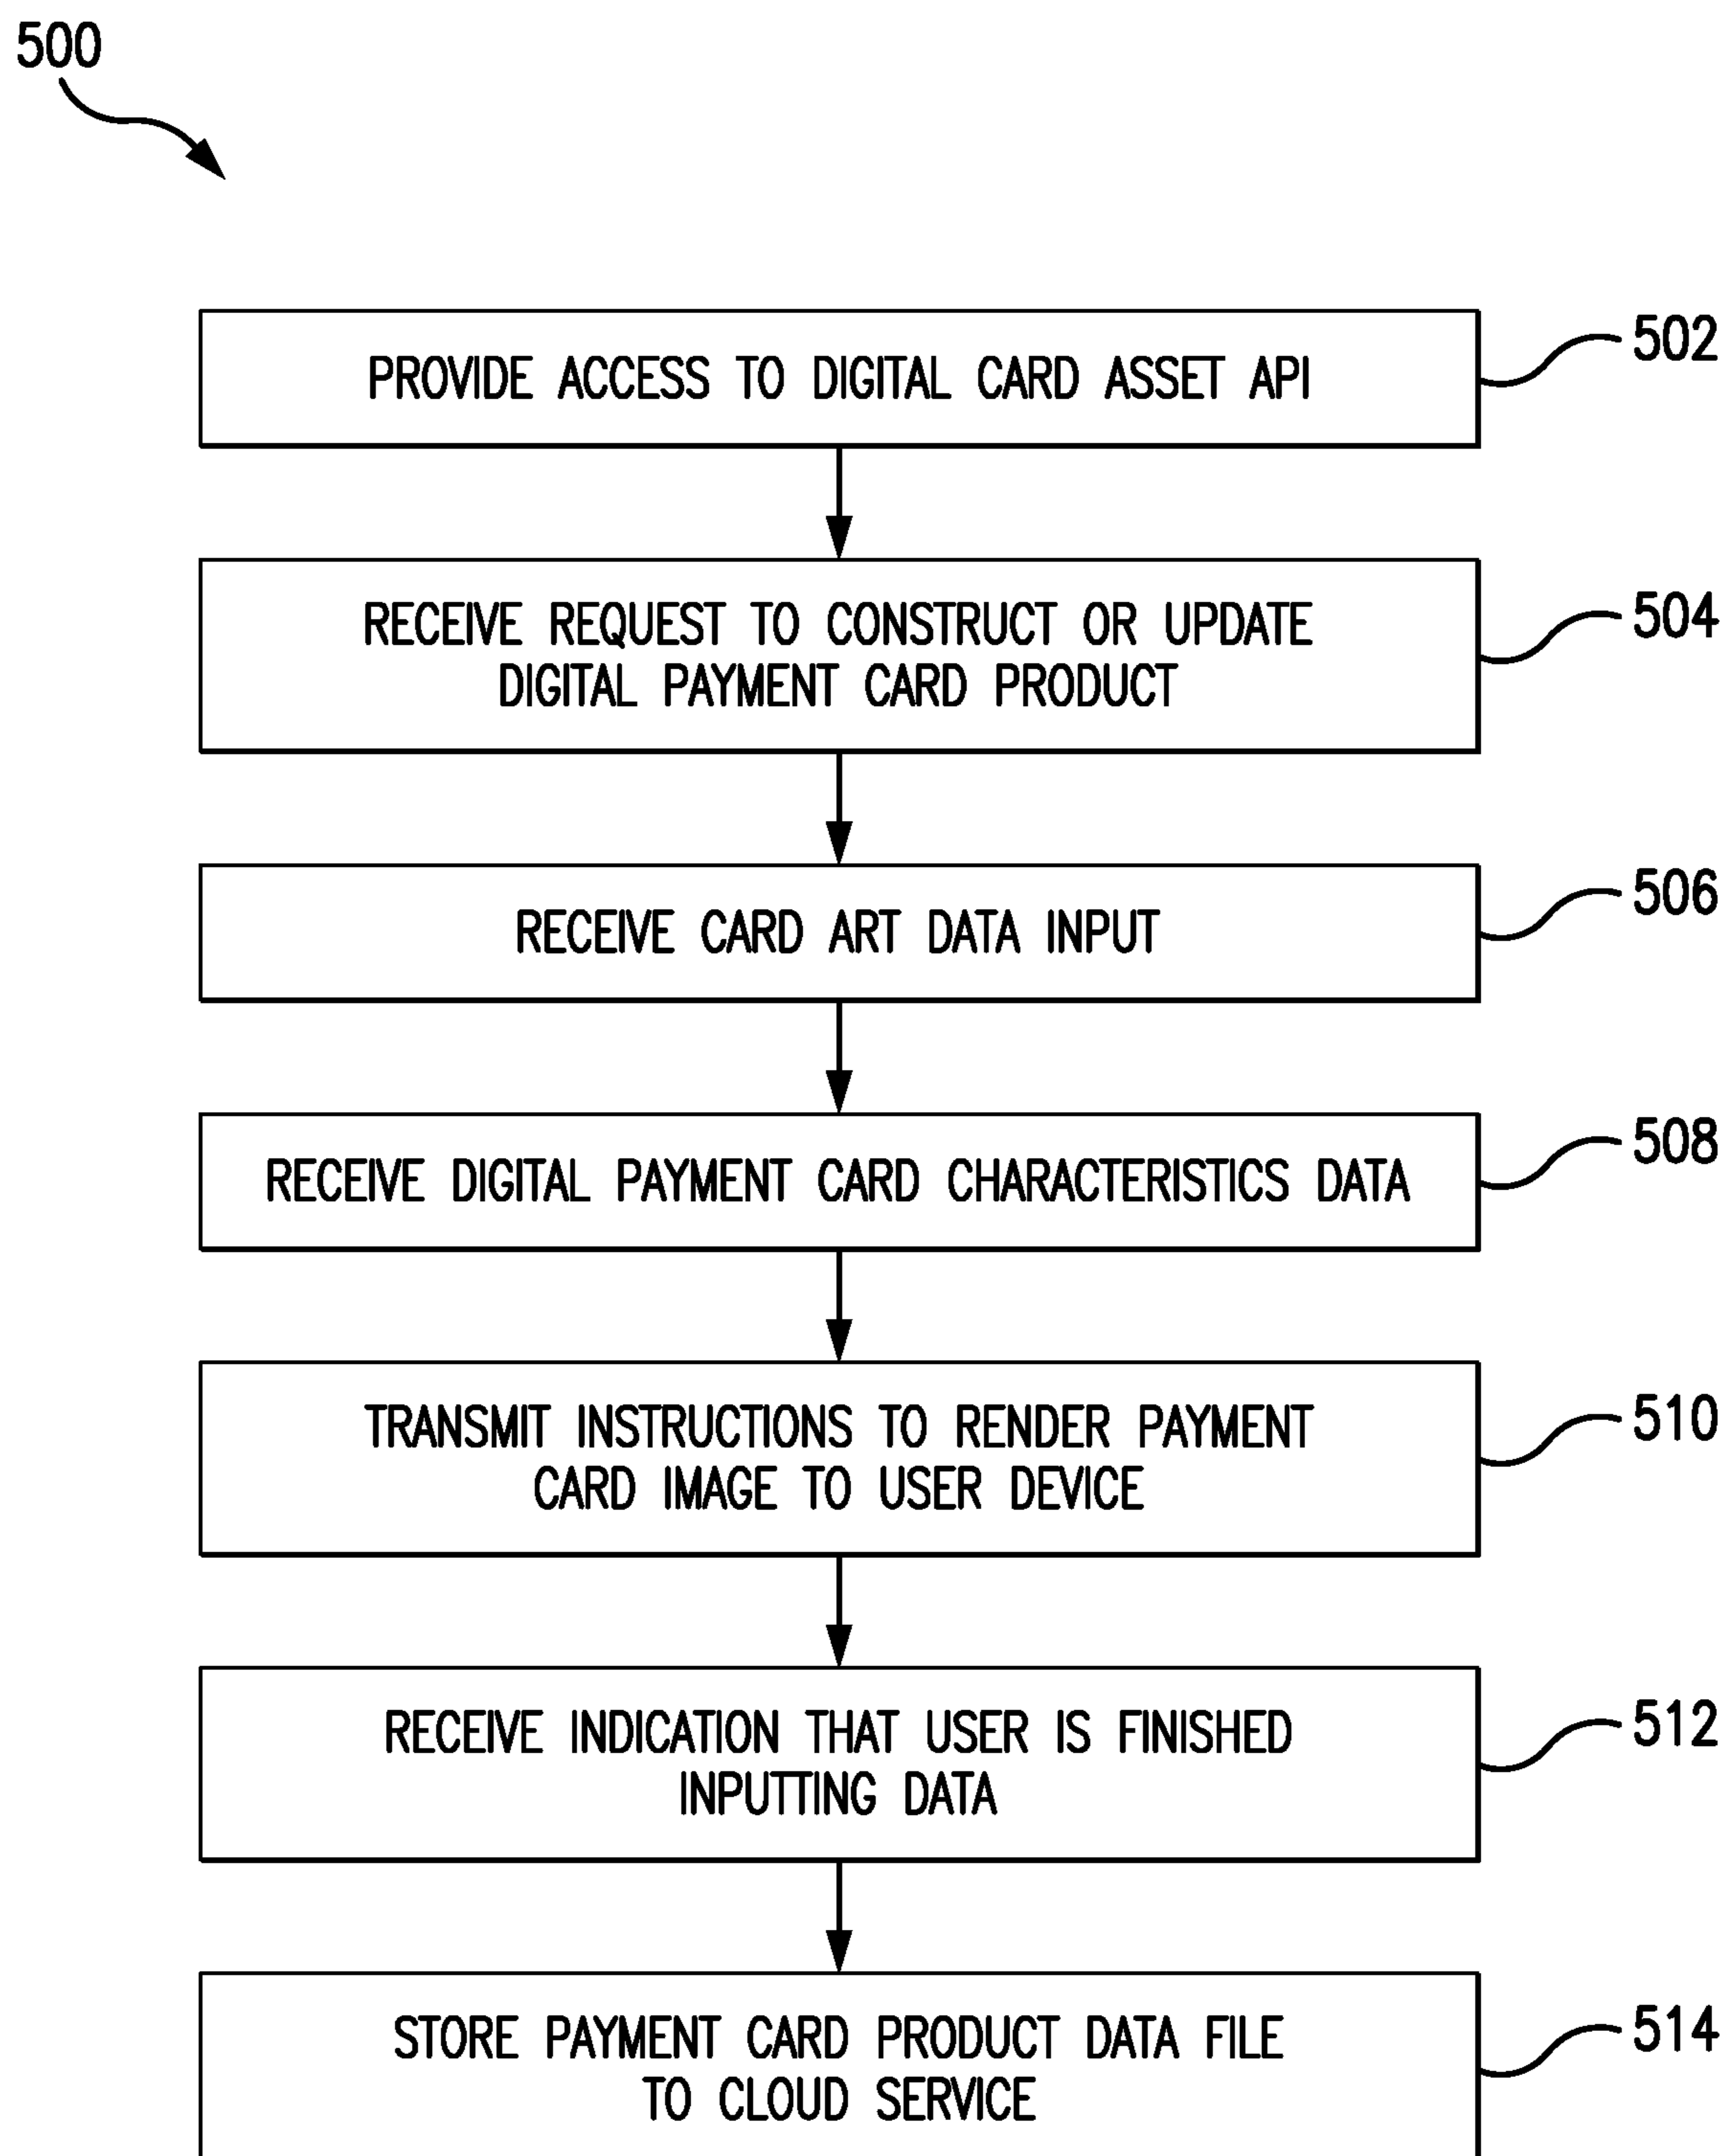 500
PROVIDE ACCESS TO DIGITAL CARD ASSET API
502
RECEIVE REQUEST TO CONSTRUCT OR UPDATE
DIGITAL PAYMENT CARD PRODUCT
504
RECEIVE CARD ART DATA INPUT
506
RECEIVE DIGITAL PAYMENT CARD CHARACTERISTICS DATA
508
TRANSMIT INSTRUCTIONS TO RENDER PAYMENT
CARD IMAGE TO USER DEVICE
510
RECEIVE INDICATION THAT USER IS FINISHED
INPUTTING DATA
512
STORE PAYMENT CARD PRODUCT DATA FILE
TO CLOUD SERVICE
514